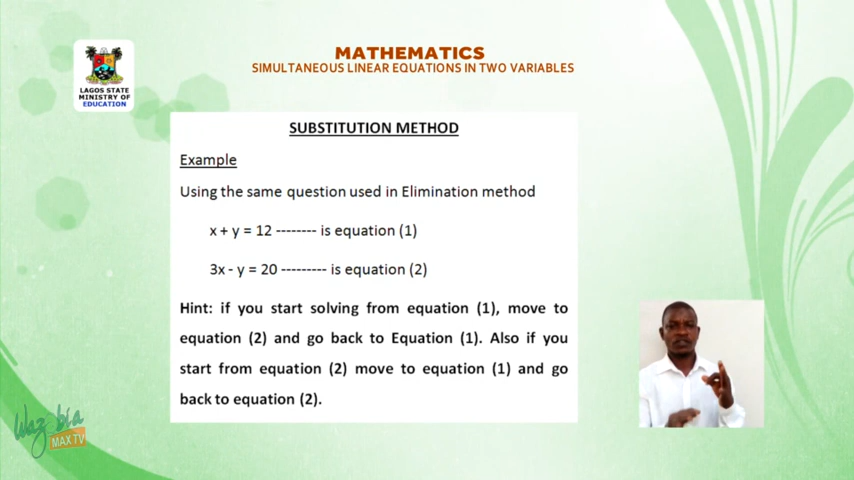 MATHEMATICS
SIMULTANEOUS LINEAR EQUATIONS IN TWO VARIABLES
LAGOS STATE
MINISTRY OF
EDUCATION
SUBSTITUTION METHOD
Example
Using the same question used in Elimination method
x + y = 12 -------- is equation (1)
3x - y = 20 --------- is equation (2)
Hint: if you start solving from equation (1), move to
equation (2) and go back to Equation (1). Also if you
start from equation (2) move to equation (1) and go
back to equation (2).
Wazobia
MAX TV